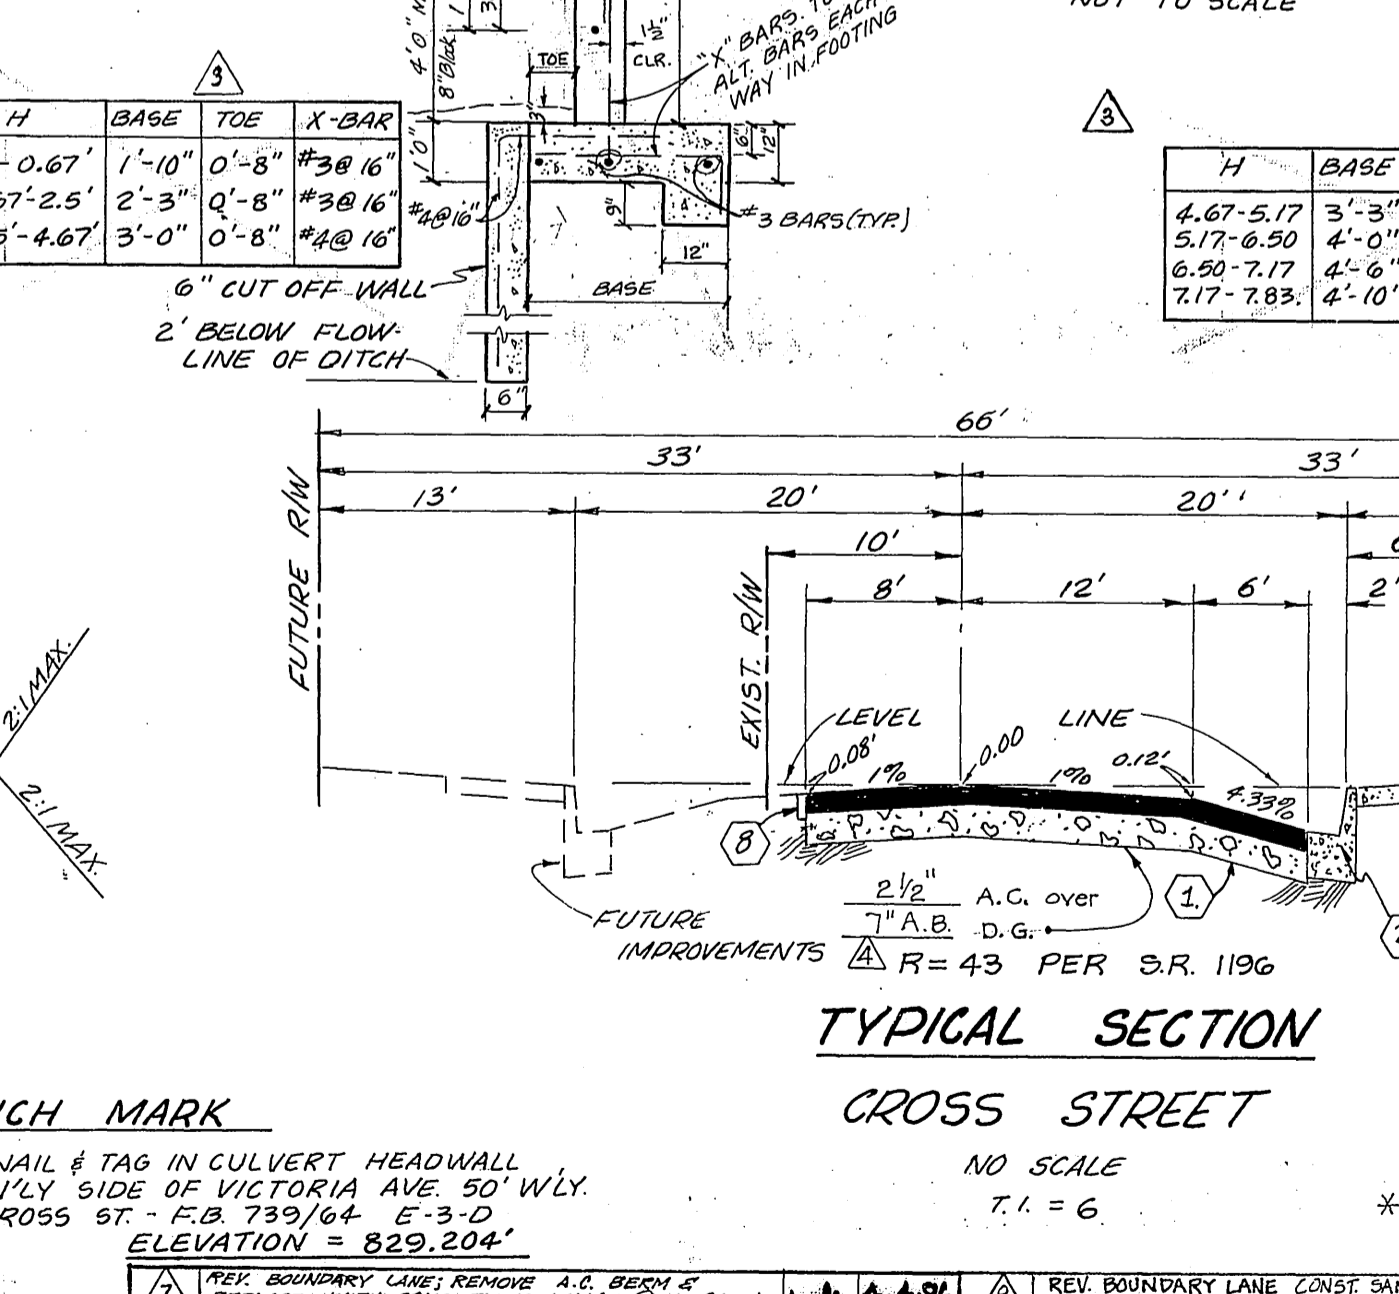 NOT TO SCALE
4'0"
8"Block
1½"
CLR.
TOE
"X" BARS.
ALT. BARS EACH
WAY IN FOOTING
3
H BASE TOE X-BAR
0.67' 1'-10" 0'-8" #3@ 16"
-2.5' 2'-3" 0'-8" #3@ 16"
-4.67' 3'-0" 0'-8" #4@ 16"
1'0"
3"
6"
12"
#4@16"
9"
#3 BARS (TYP.)
12"
BASE
6" CUT OFF WALL
2' BELOW FLOW-
LINE OF DITCH
6"
3
H BASE
4.67-5.17 3'-3"
5.17-6.50 4'-0"
6.50-7.17 4'-6"
7.17-7.83. 4'-10"
66'
33' 33'
13' 20' 20'
10'
8' 12' 6' 2'
FUTURE R/W
EXIST. R/W
2:1 MAX.
2:1 MAX.
LEVEL LINE
0.08' 0.00 0.12'
1% 1% 4.33%
8
1.
2½" A.C. over
7" A.B. D.G.
4 R= 43 PER S.R. 1196
FUTURE
IMPROVEMENTS
TYPICAL SECTION
CROSS STREET
NO SCALE
T.I. = 6
*
MARK
NAIL & TAG IN CULVERT HEADWALL
SIDE OF VICTORIA AVE. 50' W'LY.
ST. - F.B. 739/64 E-3-D
ELEVATION = 829.204'
REV. BOUNDARY LANE; REMOVE A.C. BERM &
REV. BOUNDARY LANE CONST.